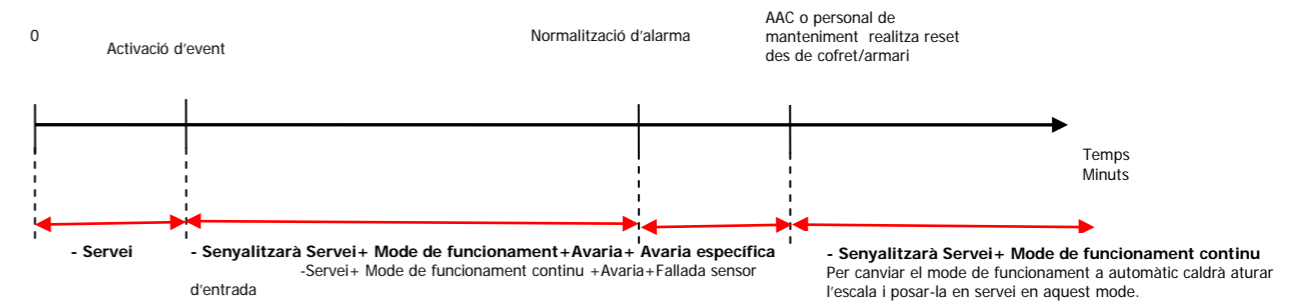 0
Activació d'event
Normalització d'alarma
AAC o personal de
manteniment realitza reset
des de cofret/armari
Temps
Minuts
- Servei
- Senyalitzarà Servei+ Mode de funcionament+Avaria+ Avaria específica
-Servei+ Mode de funcionament continu +Avaria+Fallada sensor
d'entrada
- Senyalitzarà Servei+ Mode de funcionament continu
Per canviar el mode de funcionament a automàtic caldrà aturar
l'escala i posar-la en servei en aquest mode.